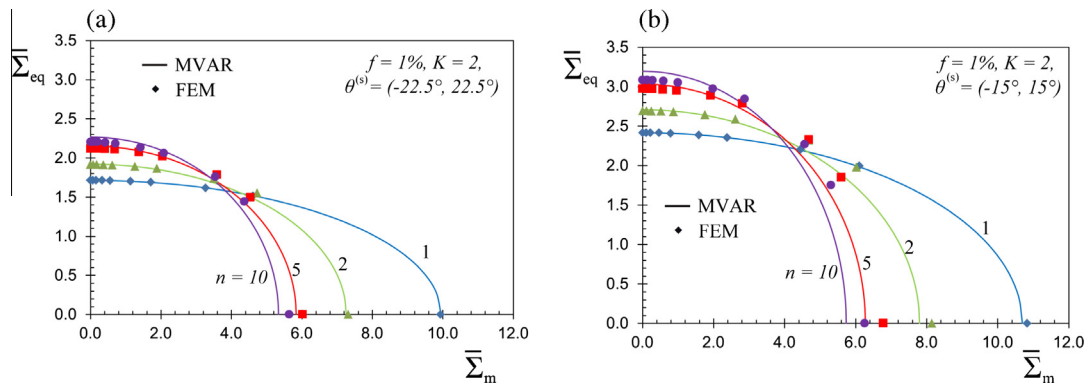 (a)
3.5
3.0
2.5
2.0
1.5
1.0
0.5
0.0
Σ̅eq
MVAR
FEM
f = 1%, K = 2,
θ(s) = (-22.5°, 22.5°)
n = 10
5
2
1
0.0 2.0 4.0 6.0 8.0 10.0 12.0
Σ̅m
(b)
3.5
3.0
2.5
2.0
1.5
1.0
0.5
0.0
Σ̅eq
f = 1%, K = 2,
θ(s) = (-15°, 15°)
MVAR
FEM
n = 10
5
2
1
0.0 2.0 4.0 6.0 8.0 10.0 12.0
Σ̅m